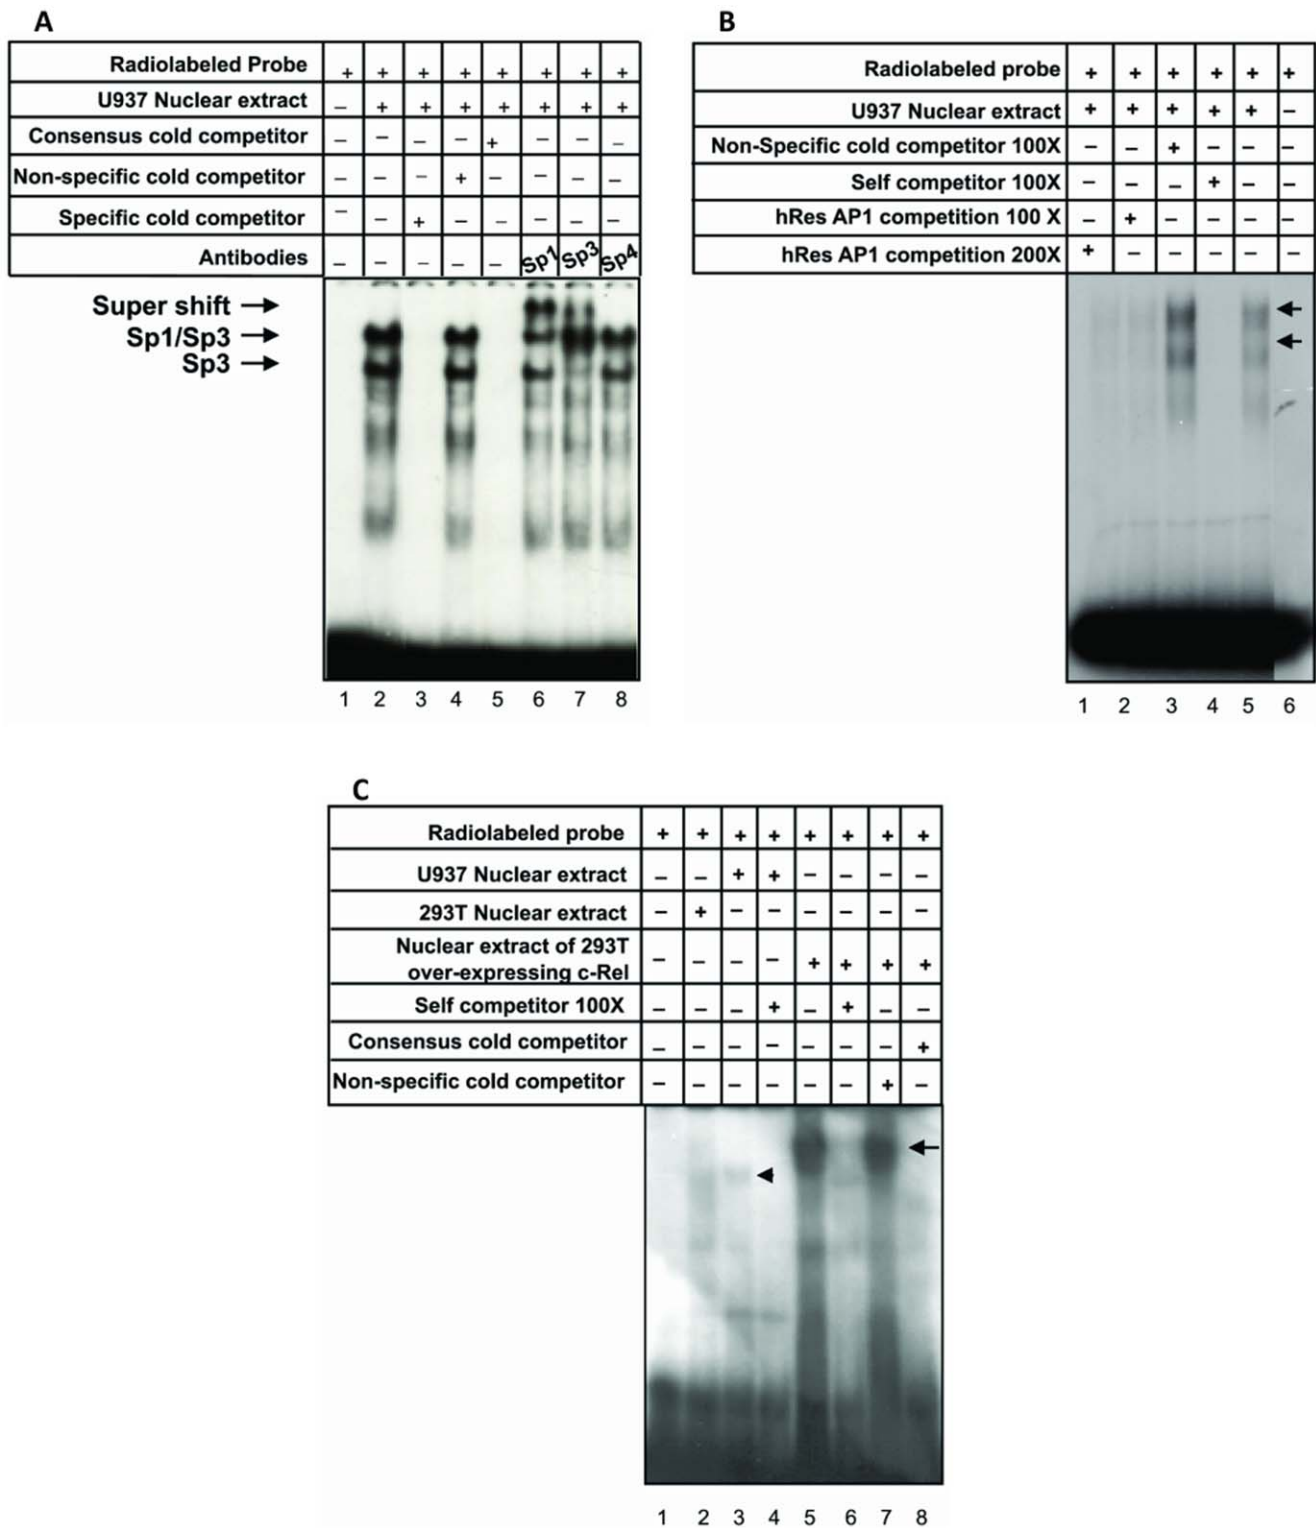 A
Radiolabeled Probe + + + + + + + +
U937 Nuclear extract – + + + + + + +
Consensus cold competitor – – – – + – – –
Non-specific cold competitor – – – + – – – –
Specific cold competitor – – + – – – – –
Antibodies – – – – – Sp1 Sp3 Sp4
Super shift
Sp1/Sp3
Sp3
1 2 3 4 5 6 7 8
B
Radiolabeled probe + + + + + +
U937 Nuclear extract + + + + + –
Non-Specific cold competitor 100X – – + – – –
Self competitor 100X – – – + – –
hRes AP1 competition 100 X – + – – – –
hRes AP1 competition 200X + – – – – –
1 2 3 4 5 6
C
Radiolabeled probe + + + + + + + +
U937 Nuclear extract – – + + – – – –
293T Nuclear extract – + – – – – – –
Nuclear extract of 293T
over-expressing c-Rel – – – – + + + +
Self competitor 100X – – – + – + – –
Consensus cold competitor – – – – – – – +
Non-specific cold competitor – – – – – – + –
1 2 3 4 5 6 7 8